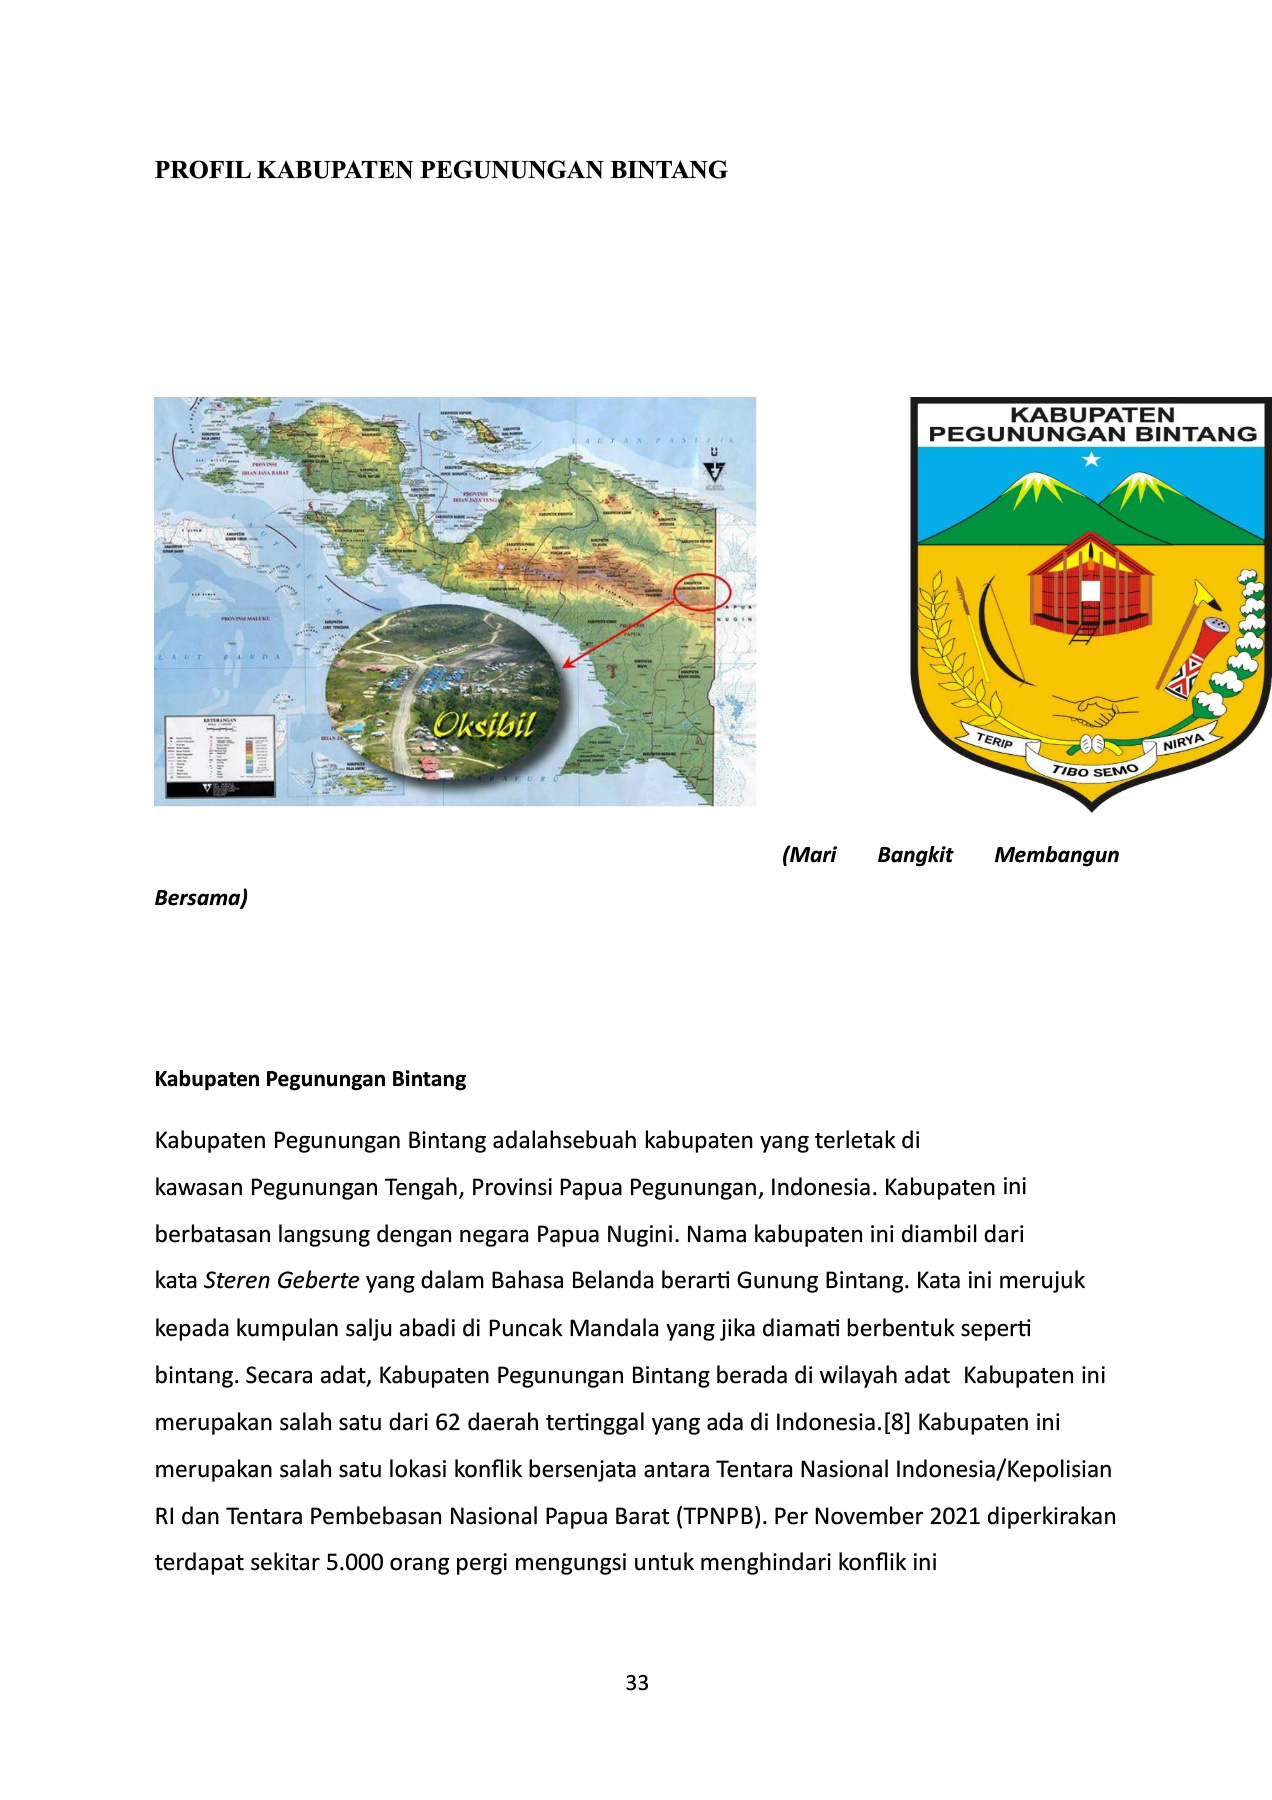 PROFIL KABUPATEN PEGUNUNGAN BINTANG
PROVINSI
IRIAN JAYA BARAT
PROVINSI
IRIAN JAYA TENGAH
LAUTAN PASIFIK
U
LAUT SERAM
PROVINSI MALUKU
LAUT BANDA
PAPUA
NUGINI
KETERANGAN
Oksibil
KABUPATEN
PEGUNUNGAN BINTANG
TERIP
TIBO SEMO
NIRYA
(Mari Bangkit Membangun
Bersama)
Kabupaten Pegunungan Bintang
Kabupaten Pegunungan Bintang adalahsebuah kabupaten yang terletak di
kawasan Pegunungan Tengah, Provinsi Papua Pegunungan, Indonesia. Kabupaten ini
berbatasan langsung dengan negara Papua Nugini. Nama kabupaten ini diambil dari
kata Steren Geberte yang dalam Bahasa Belanda berarti Gunung Bintang. Kata ini merujuk
kepada kumpulan salju abadi di Puncak Mandala yang jika diamati berbentuk seperti
bintang. Secara adat, Kabupaten Pegunungan Bintang berada di wilayah adat  Kabupaten ini
merupakan salah satu dari 62 daerah tertinggal yang ada di Indonesia.[8] Kabupaten ini
merupakan salah satu lokasi konflik bersenjata antara Tentara Nasional Indonesia/Kepolisian
RI dan Tentara Pembebasan Nasional Papua Barat (TPNPB). Per November 2021 diperkirakan
terdapat sekitar 5.000 orang pergi mengungsi untuk menghindari konflik ini
33